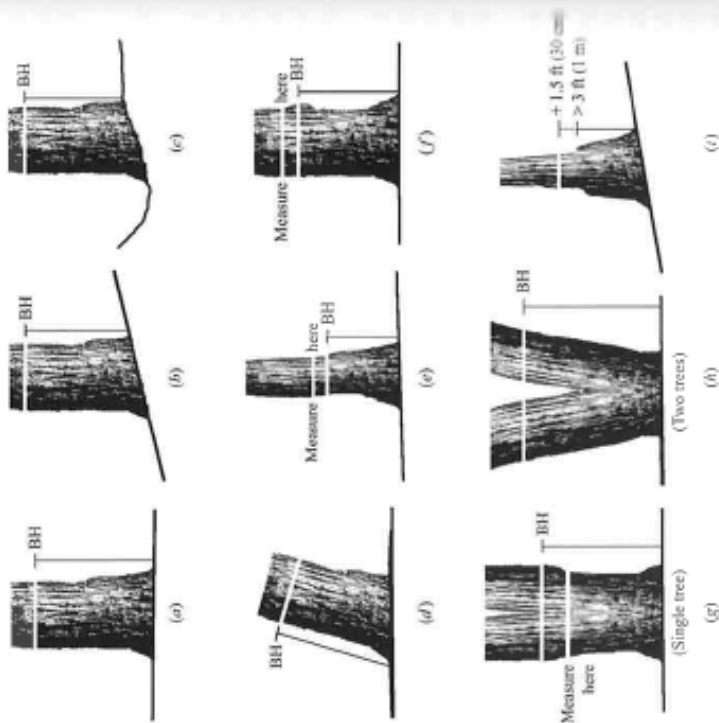 BH
(a)
BH
(b)
BH
(c)
BH
(d)
Measure here
BH
(e)
Measure here
BH
(f)
BH
Measure
here
(Single tree)
(g)
BH
(Two trees)
(h)
+ 1.5 ft (30 cm
> 3 ft (1 m)
(i)